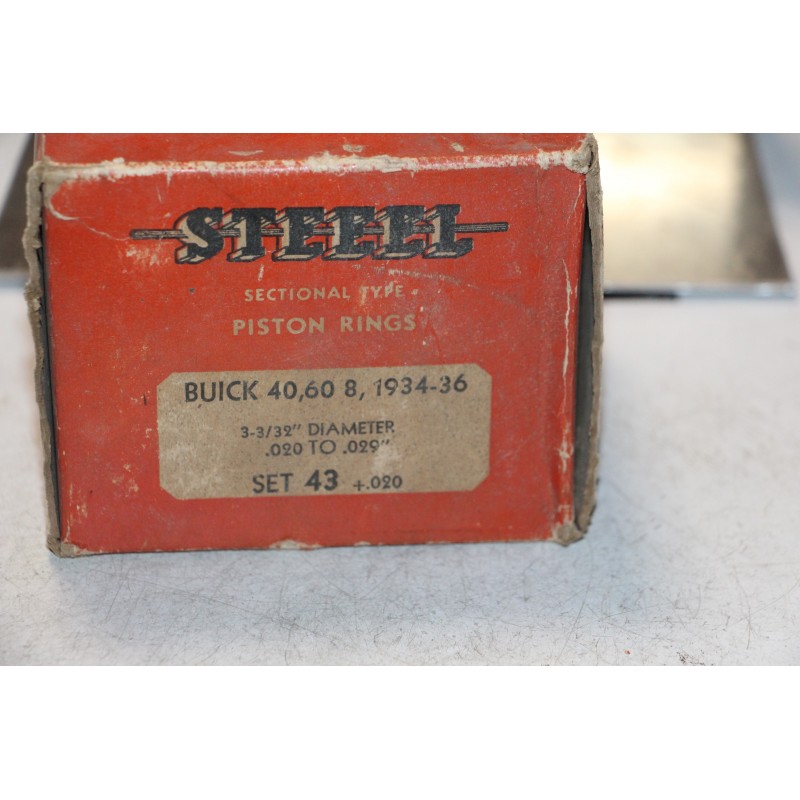 STEEEL
SECTIONAL TYPE
PISTON RINGS
BUICK 40,60 8, 1934-36
3-3/32" DIAMETER
.020 TO .029"
SET 43 +.020